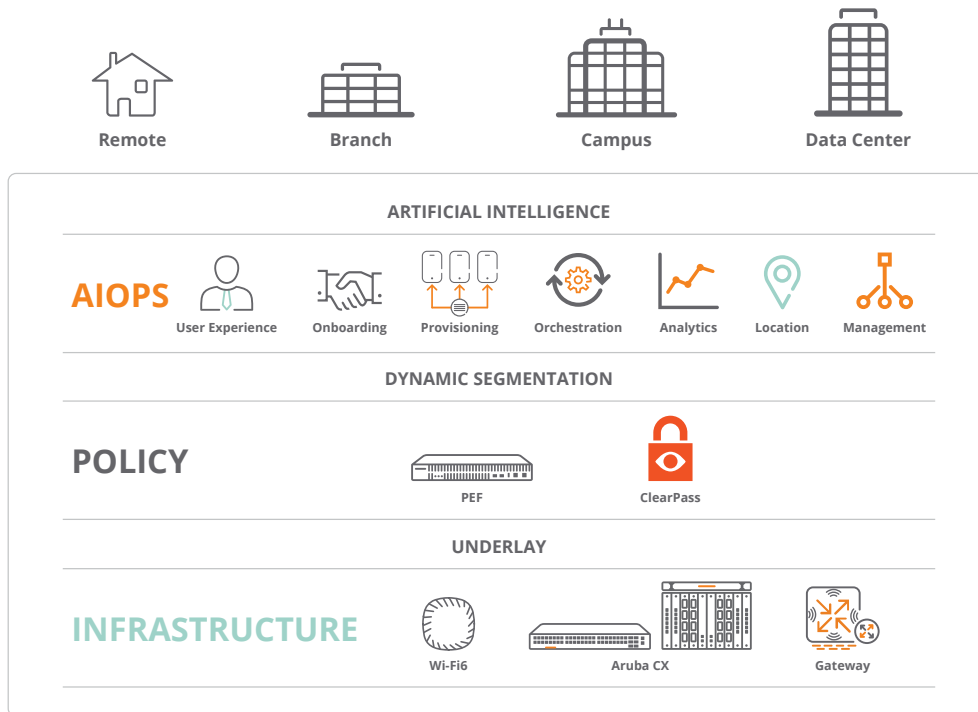 Remote
Branch
Campus
Data Center
ARTIFICIAL INTELLIGENCE
AIOPS
User Experience
Onboarding
Provisioning
Orchestration
Analytics
Location
Management
DYNAMIC SEGMENTATION
POLICY
PEF
ClearPass
UNDERLAY
INFRASTRUCTURE
Wi-Fi6
Aruba CX
Gateway